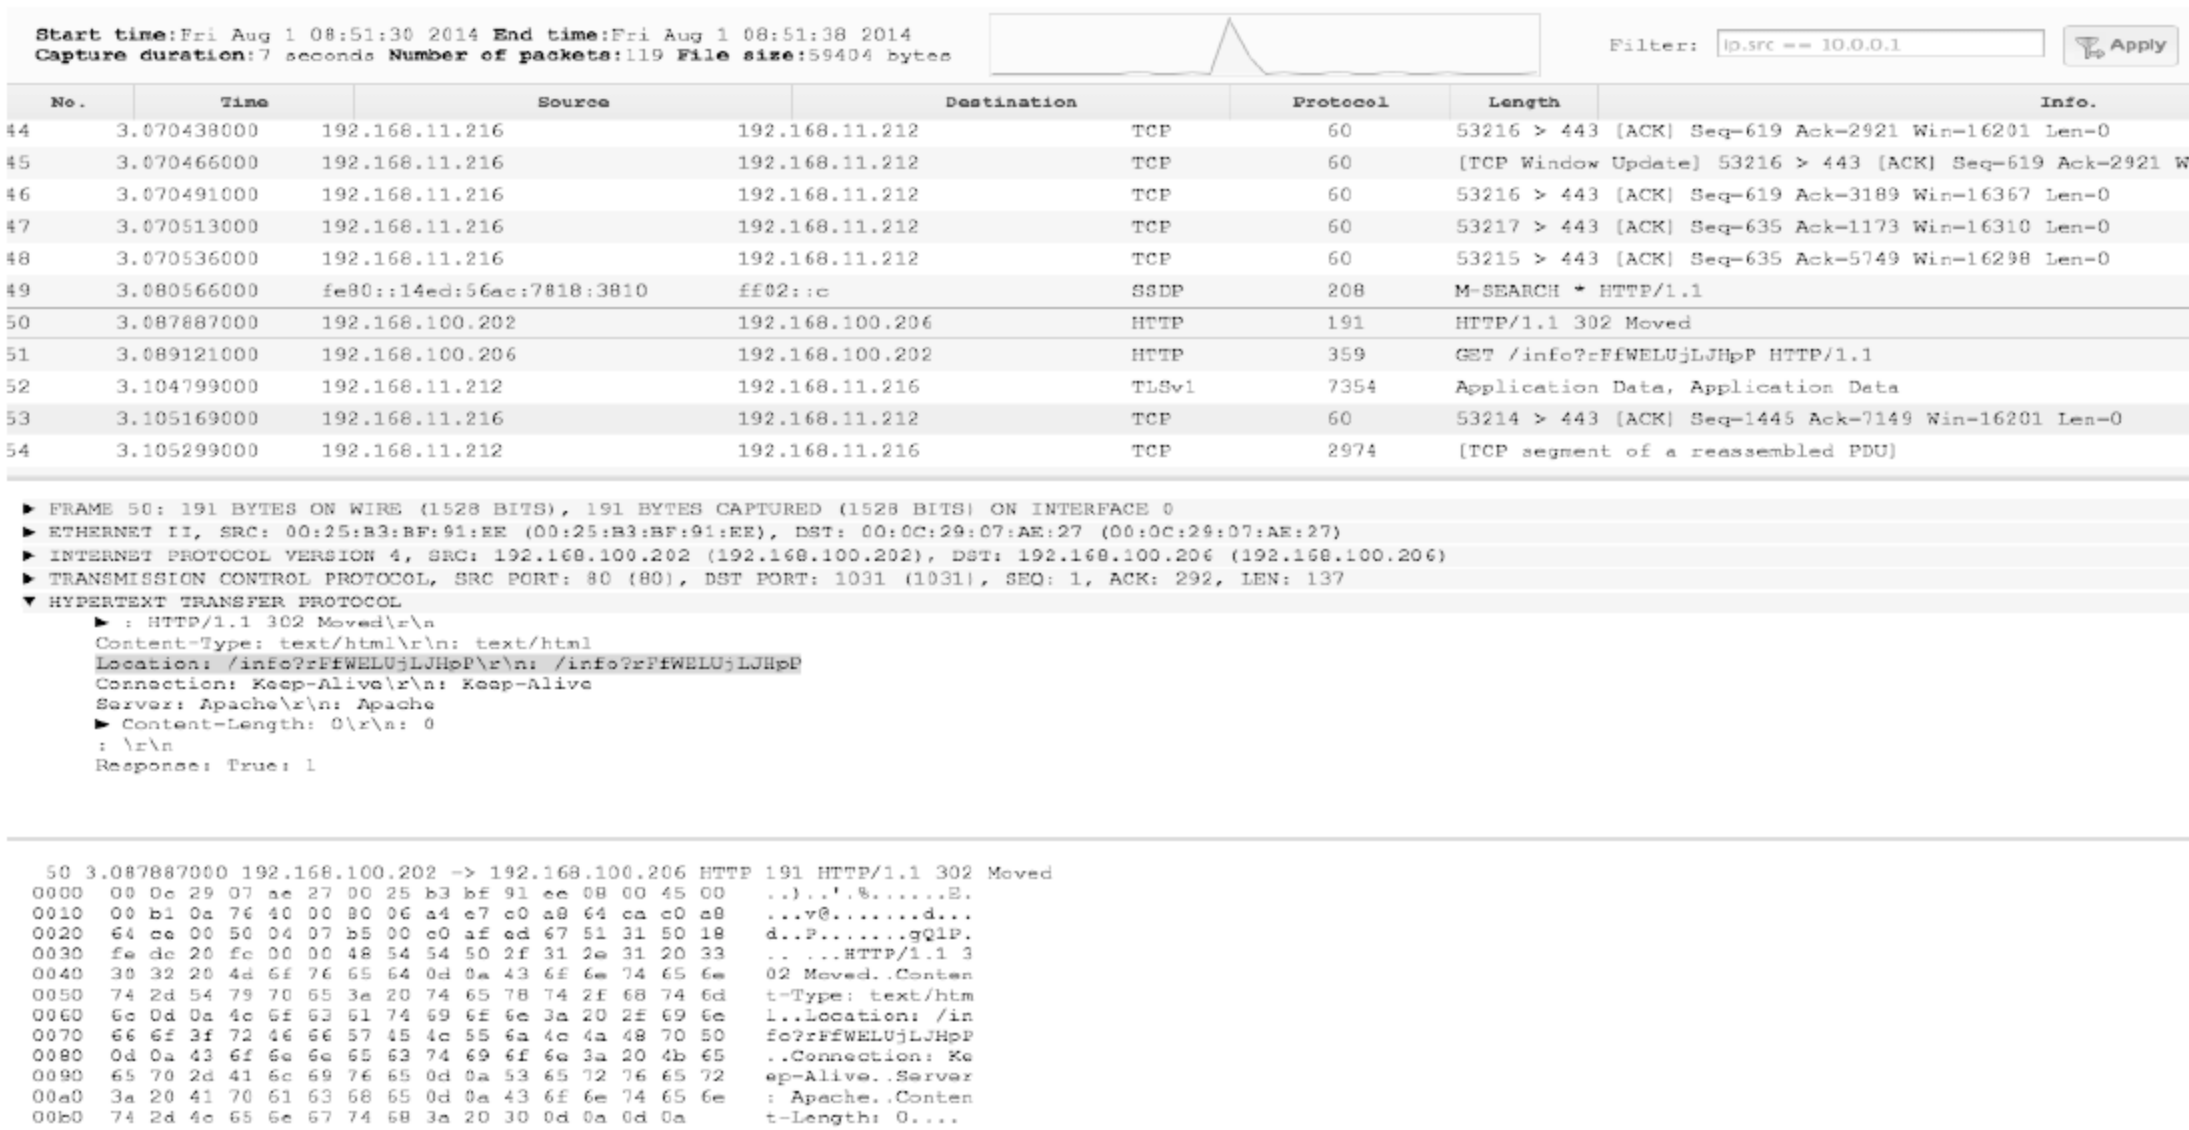 Start time:Fri Aug 1 08:51:30 2014 End time:Fri Aug 1 08:51:38 2014
Capture duration:7 seconds Number of packets:119 File size:59404 bytes
Filter: ip.src == 10.0.0.1 Apply
No. Time Source Destination Protocol Length Info.
44 3.070438000 192.168.11.216 192.168.11.212 TCP 60 53216 > 443 [ACK] Seq=619 Ack=2921 Win=16201 Len=0
45 3.070466000 192.168.11.216 192.168.11.212 TCP 60 [TCP Window Update] 53216 > 443 [ACK] Seq=619 Ack=2921 W
46 3.070491000 192.168.11.216 192.168.11.212 TCP 60 53216 > 443 [ACK] Seq=619 Ack=3189 Win=16367 Len=0
47 3.070513000 192.168.11.216 192.168.11.212 TCP 60 53217 > 443 [ACK] Seq=635 Ack=1173 Win=16310 Len=0
48 3.070536000 192.168.11.216 192.168.11.212 TCP 60 53215 > 443 [ACK] Seq=635 Ack=5749 Win=16298 Len=0
49 3.080566000 fe80::14ed:56ac:7818:3810 ff02::c SSDP 208 M-SEARCH * HTTP/1.1
50 3.087887000 192.168.100.202 192.168.100.206 HTTP 191 HTTP/1.1 302 Moved
51 3.089121000 192.168.100.206 192.168.100.202 HTTP 359 GET /info?rFfWELUjLJHpP HTTP/1.1
52 3.104799000 192.168.11.212 192.168.11.216 TLSv1 7354 Application Data, Application Data
53 3.105169000 192.168.11.216 192.168.11.212 TCP 60 53214 > 443 [ACK] Seq=1445 Ack=7149 Win=16201 Len=0
54 3.105299000 192.168.11.212 192.168.11.216 TCP 2974 [TCP segment of a reassembled PDU]
▶ FRAME 50: 191 BYTES ON WIRE (1528 BITS), 191 BYTES CAPTURED (1528 BITS) ON INTERFACE 0
▶ ETHERNET II, SRC: 00:25:B3:BF:91:EE (00:25:B3:BF:91:EE), DST: 00:0C:29:07:AE:27 (00:0C:29:07:AE:27)
▶ INTERNET PROTOCOL VERSION 4, SRC: 192.168.100.202 (192.168.100.202), DST: 192.168.100.206 (192.168.100.206)
▶ TRANSMISSION CONTROL PROTOCOL, SRC PORT: 80 (80), DST PORT: 1031 (1031), SEQ: 1, ACK: 292, LEN: 137
▼ HYPERTEXT TRANSFER PROTOCOL
▶ : HTTP/1.1 302 Moved\r\n
Content-Type: text/html\r\n: text/html
Location: /info?rFfWELUjLJHpP\r\n: /info?rFfWELUjLJHpP
Connection: Keep-Alive\r\n: Keep-Alive
Server: Apache\r\n: Apache
▶ Content-Length: 0\r\n: 0
: \r\n
Response: True: 1
50 3.087887000 192.168.100.202 -> 192.168.100.206 HTTP 191 HTTP/1.1 302 Moved
0000 00 0c 29 07 ae 27 00 25 b3 bf 91 ee 08 00 45 00 ..)..'.%......E.
0010 00 b1 0a 76 40 00 80 06 a4 e7 c0 a8 64 ca c0 a8 ...v@.......d...
0020 64 ce 00 50 04 07 b5 00 c0 af ed 67 51 31 50 18 d..P.......gQ1P.
0030 fe dc 20 fc 00 00 48 54 54 50 2f 31 2e 31 20 33 .. ...HTTP/1.1 3
0040 30 32 20 4d 6f 76 65 64 0d 0a 43 6f 6e 74 65 6e 02 Moved..Conten
0050 74 2d 54 79 70 65 3a 20 74 65 78 74 2f 68 74 6d t-Type: text/htm
0060 6c 0d 0a 4c 6f 63 61 74 69 6f 6e 3a 20 2f 69 6e l..Location: /in
0070 66 6f 3f 72 46 66 57 45 4c 55 6a 4c 4a 48 70 50 fo?rFfWELUjLJHpP
0080 0d 0a 43 6f 6e 6e 65 63 74 69 6f 6e 3a 20 4b 65 ..Connection: Ke
0090 65 70 2d 41 6c 69 76 65 0d 0a 53 65 72 76 65 72 ep-Alive..Server
00a0 3a 20 41 70 61 63 68 65 0d 0a 43 6f 6e 74 65 6e : Apache..Conten
00b0 74 2d 4c 65 6e 67 74 68 3a 20 30 0d 0a 0d 0a t-Length: 0....